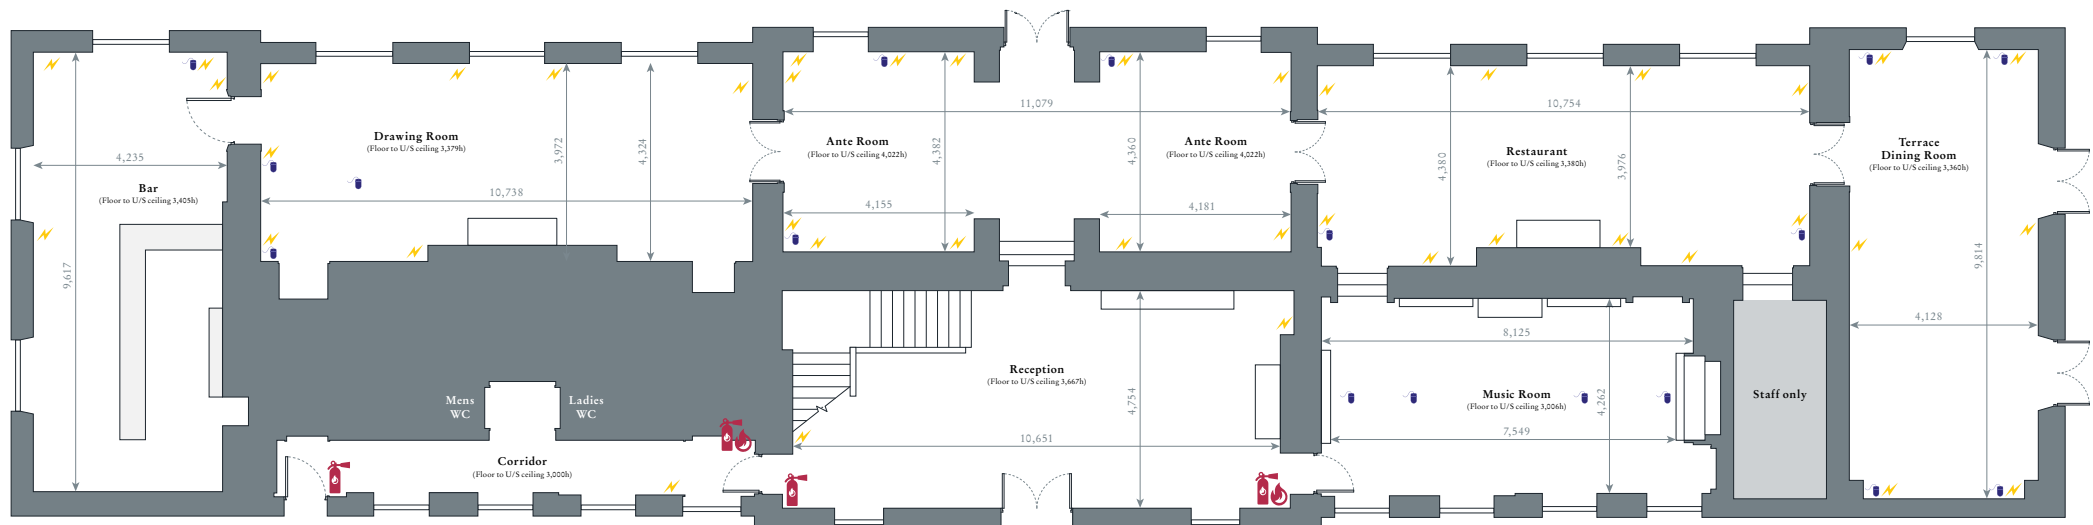 Bar
(Floor to U/S ceiling 3,405h)
4,235
9,617
Drawing Room
(Floor to U/S ceiling 3,379h)
3,972
4,324
10,738
Ante Room
(Floor to U/S ceiling 4,022h)
11,079
4,382
4,155
Ante Room
(Floor to U/S ceiling 4,022h)
4,360
4,181
Restaurant
(Floor to U/S ceiling 3,380h)
10,754
4,380
3,976
Terrace
Dining Room
(Floor to U/S ceiling 3,360h)
9,814
4,128
Mens
WC
Ladies
WC
Corridor
(Floor to U/S ceiling 3,000h)
Reception
(Floor to U/S ceiling 3,667h)
4,754
10,651
Music Room
(Floor to U/S ceiling 3,006h)
8,125
4,262
7,549
Staff only